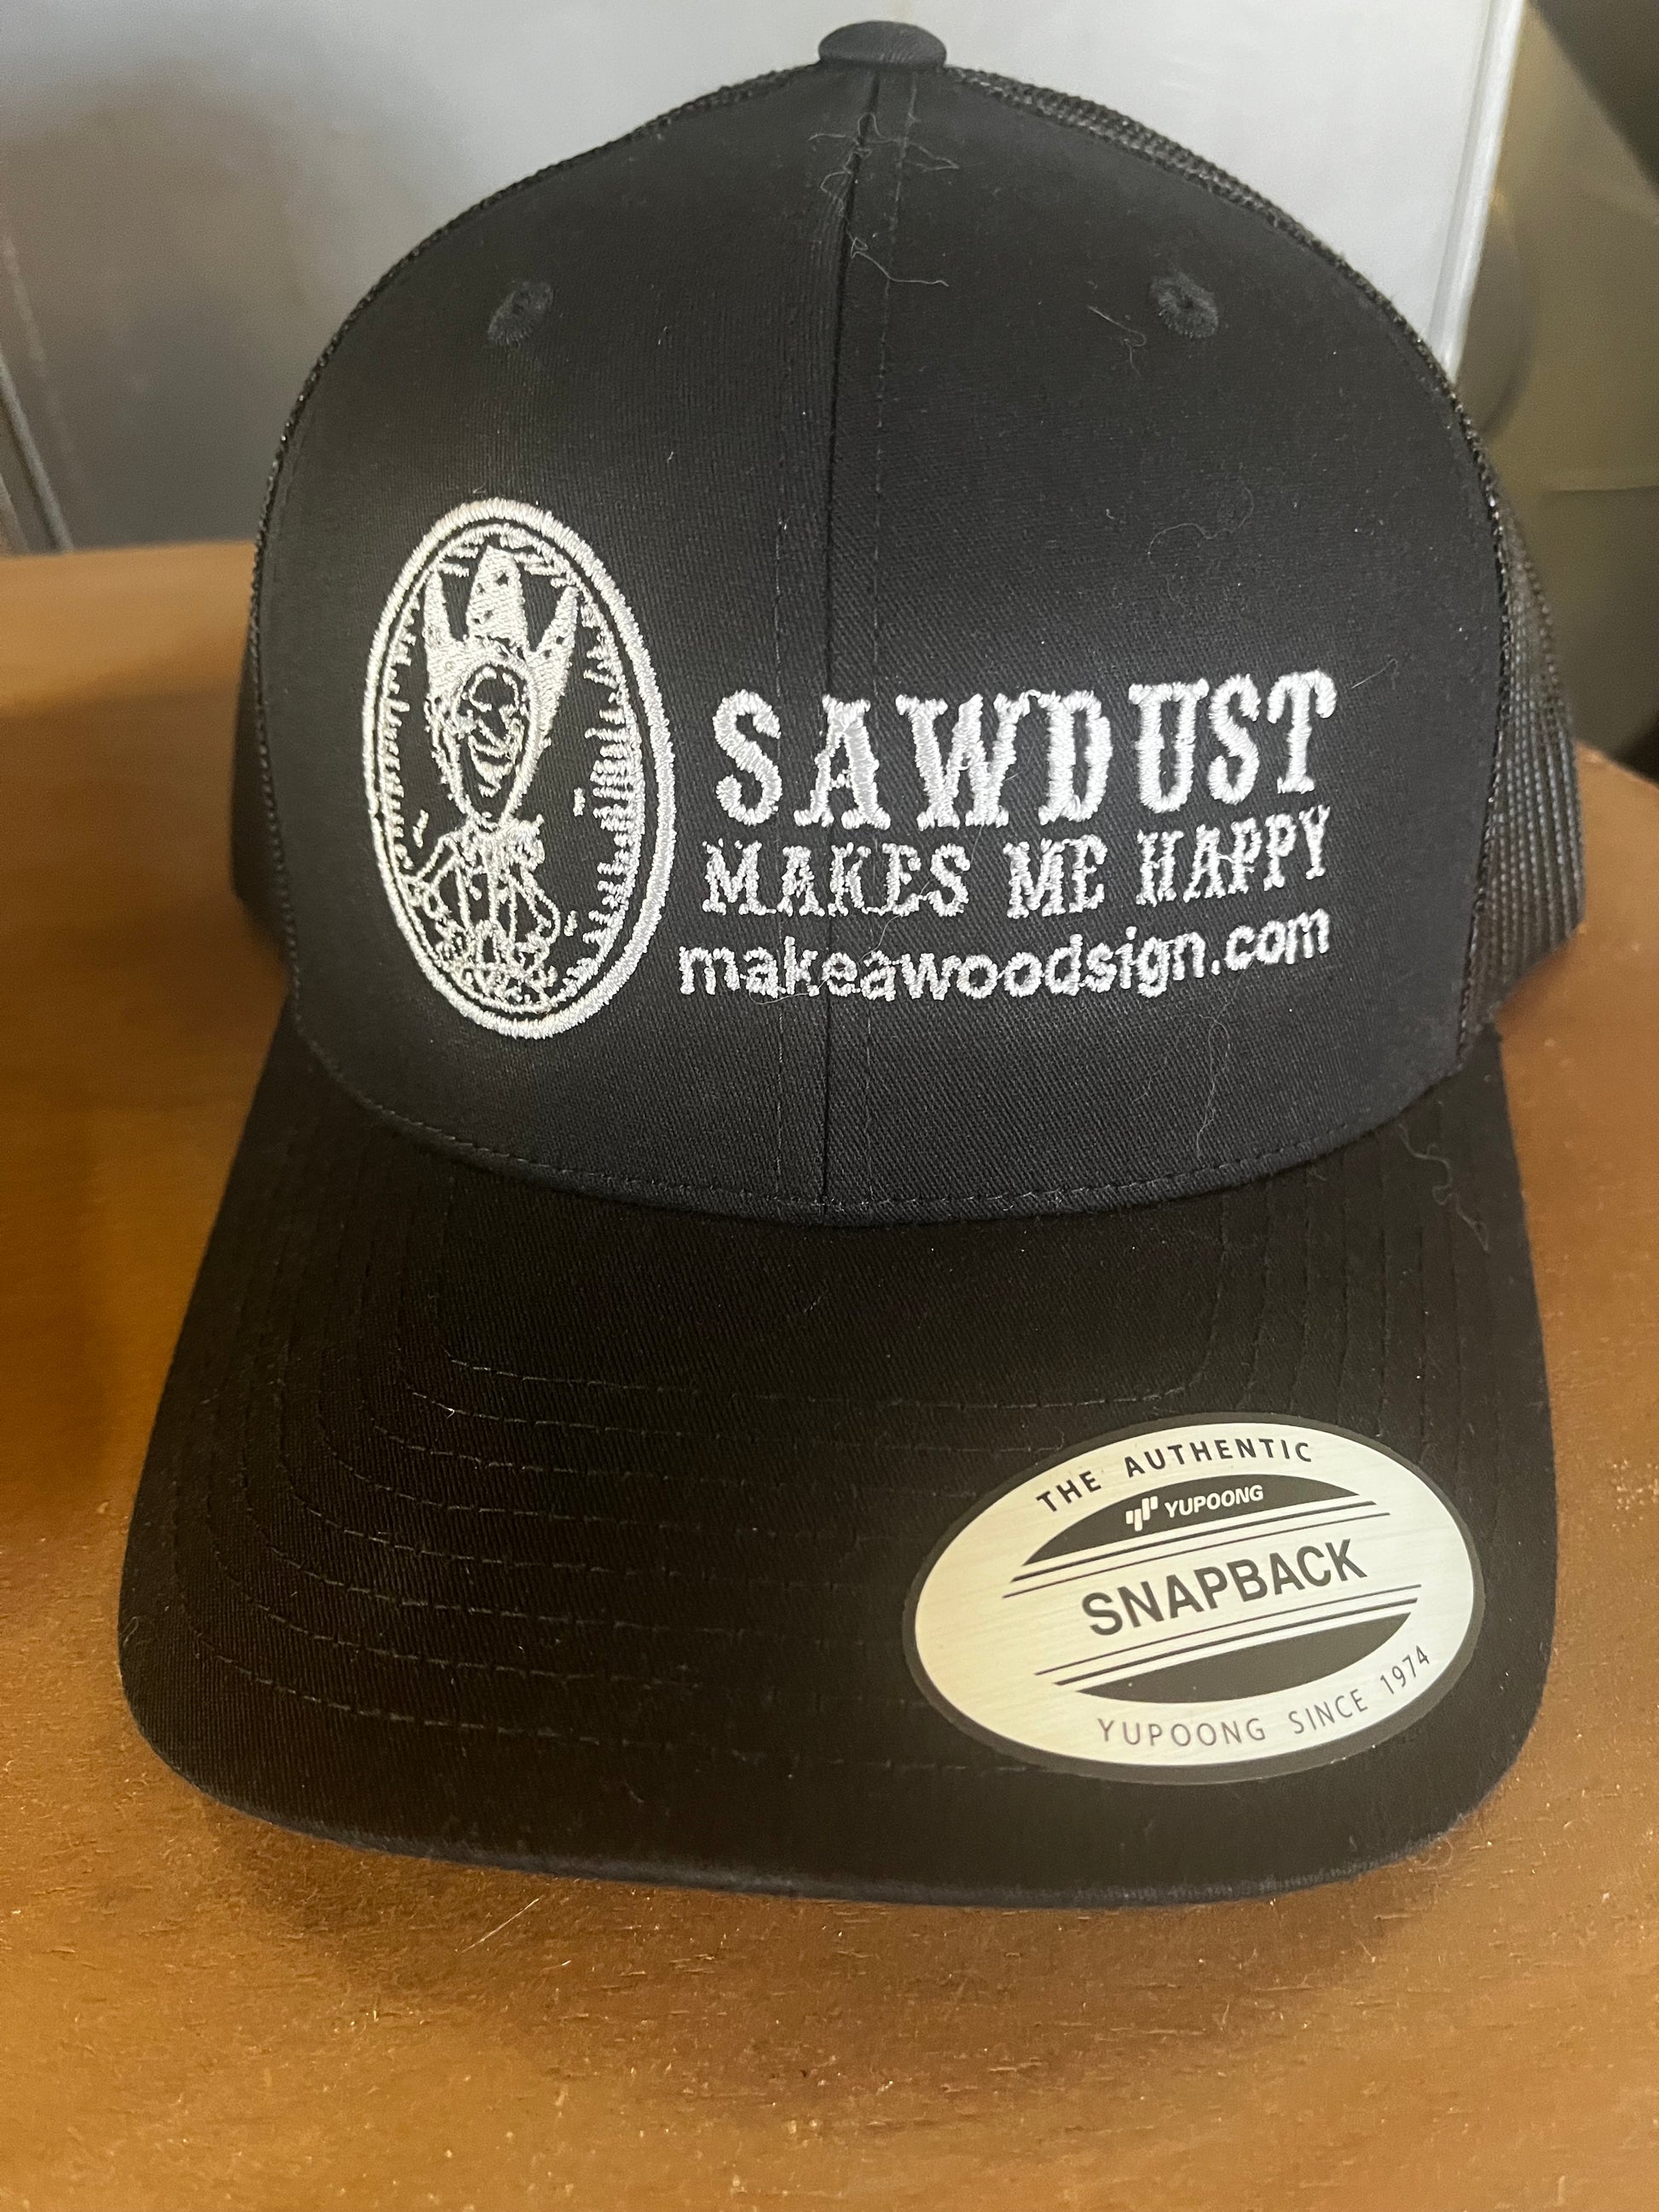 SAWDUST
MAKES ME HAPPY
makeawoodsign.com
THE AUTHENTIC
YUPOONG
SNAPBACK
YUPOONG SINCE 1974